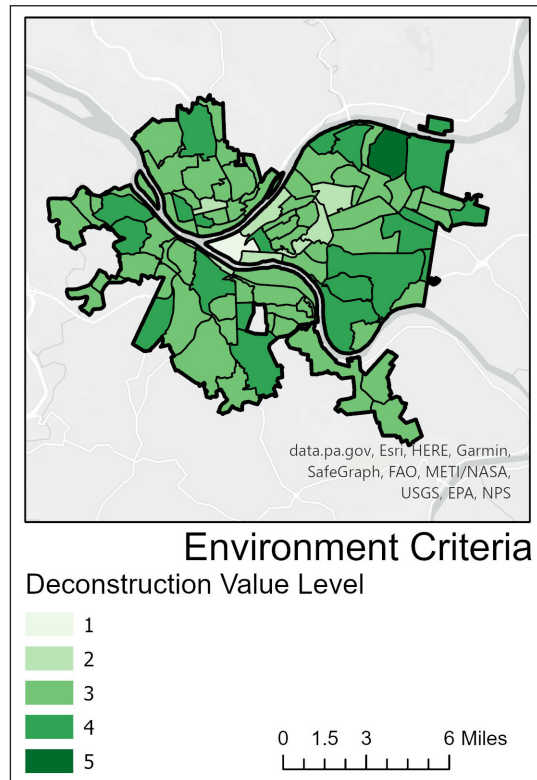 data.pa.gov, Esri, HERE, Garmin,
SafeGraph, FAO, METI/NASA,
USGS, EPA, NPS
Environment Criteria
Deconstruction Value Level
1
2
3
4
5
0 1.5 3 6 Miles